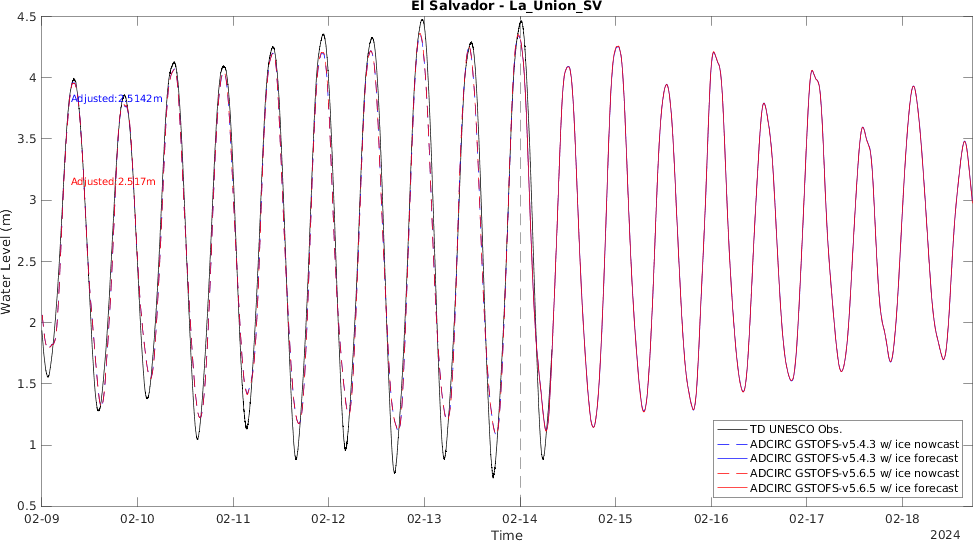 El Salvador - La_Union_SV
Water Level (m)
4.5
4
3.5
3
2.5
2
1.5
1
0.5
Adjusted:2.5142m
Adjusted:2.517m
TD UNESCO Obs.
ADCIRC GSTOFS-v5.4.3 w/ ice nowcast
ADCIRC GSTOFS-v5.4.3 w/ ice forecast
ADCIRC GSTOFS-v5.6.5 w/ ice nowcast
ADCIRC GSTOFS-v5.6.5 w/ ice forecast
02-09 02-10 02-11 02-12 02-13 02-14 02-15 02-16 02-17 02-18
Time
2024